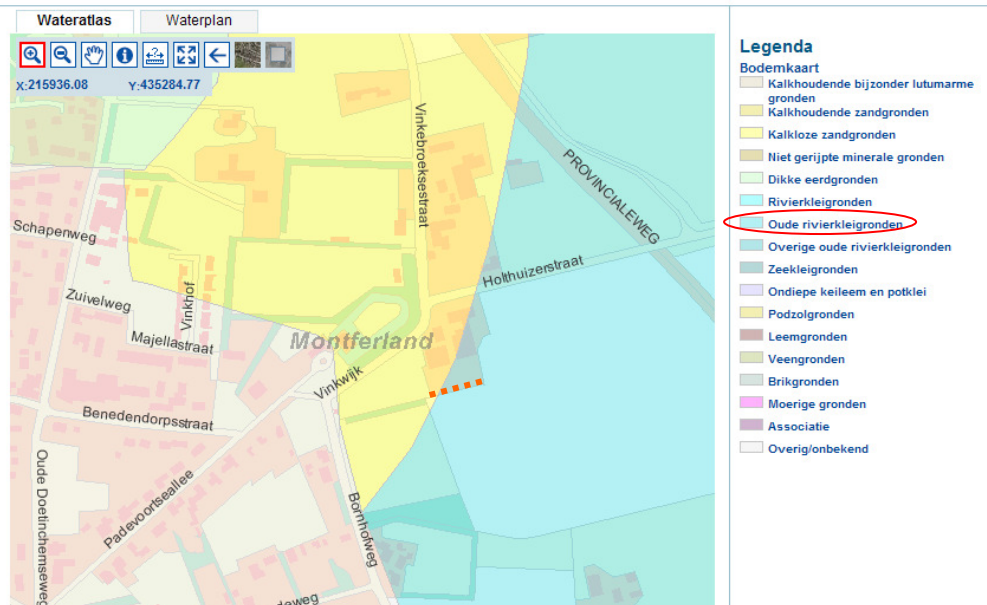 Wateratlas
Waterplan
X:215936.08 Y:435284.77
Vinkebroeksestraat
PROVINCIALEWEG
Schapenweg
Holthuizerstraat
Zuivelweg
Vinkhof
Majellastraat
Montferland
Vinkwijk
Benedendorpsstraat
Oude Doetinchemseweg
Padevoortseallee
Bornhofweg
Legenda
Bodemkaart
Kalkhoudende bijzonder lutumarme
gronden
Kalkhoudende zandgronden
Kalkloze zandgronden
Niet gerijpte minerale gronden
Dikke eerdgronden
Rivierkleigronden
Oude rivierkleigronden
Overige oude rivierkleigronden
Zeekleigronden
Ondiepe keileem en potklei
Podzolgronden
Leemgronden
Veengronden
Brikgronden
Moerige gronden
Associatie
Overig/onbekend